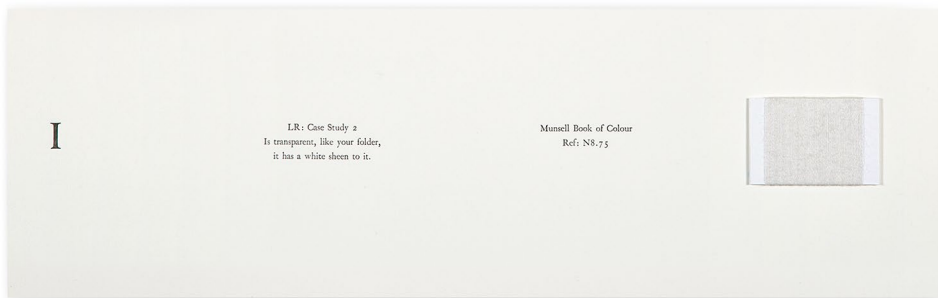 I
LR: Case Study 2
Is transparent, like your folder,
it has a white sheen to it.
Munsell Book of Colour
Ref: N8.75